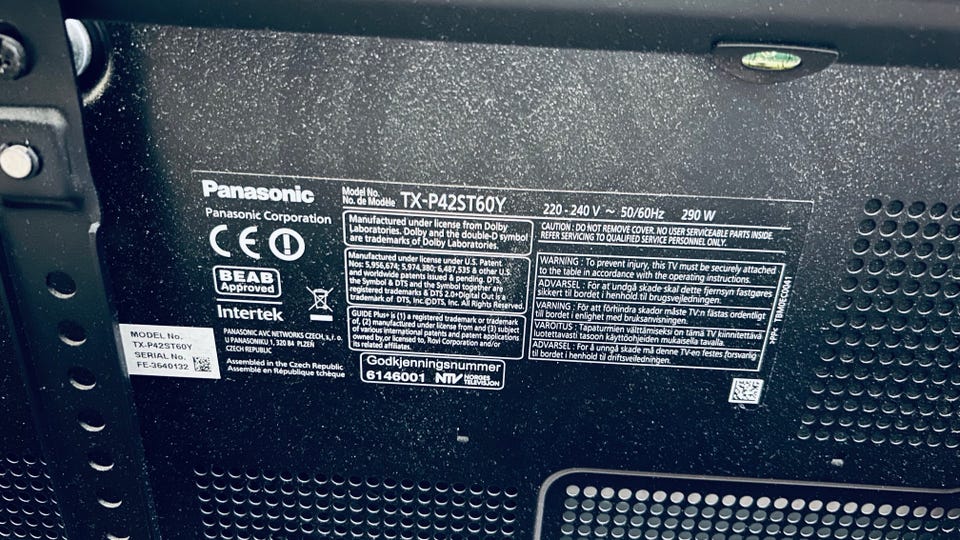 Panasonic
Panasonic Corporation
CE
BEAB
Approved
Intertek
PANASONIC AVC NETWORKS CZECH, s.r.o.
U PANASONIKU 1, 320 84 PLZEŇ
CZECH REPUBLIC
Assembled in the Czech Republic
Assemblé en République tchèque
MODEL No.
TX-P42ST60Y
SERIAL No.
FE-3640132
Model No.
No. de Modèle TX-P42ST60Y
220 - 240 V ~ 50/60Hz 290 W
Manufactured under license from Dolby
Laboratories. Dolby and the double-D symbol
are trademarks of Dolby Laboratories.
Manufactured under license under U.S. Patent
Nos: 5,956,674; 5,974,380; 6,487,535 & other U.S.
and worldwide patents issued & pending. DTS,
the Symbol & DTS and the Symbol together are
registered trademarks & DTS 2.0+Digital Out is a
trademark of DTS, Inc.©DTS, Inc. All Rights Reserved.
GUIDE Plus+ is (1) a registered trademark or trademark
of, (2) manufactured under license from and (3) subject
of various international patents and patent applications
owned by,or licensed to, Rovi Corporation and/or
its related affiliates.
Godkjenningsnummer
6146001 NTV NORGES
TELEVISJON
CAUTION : DO NOT REMOVE COVER. NO USER SERVICEABLE PARTS INSIDE.
REFER SERVICING TO QUALIFIED SERVICE PERSONNEL ONLY.
WARNING : To prevent injury, this TV must be securely attached
to the table in accordance with the operating instructions.
ADVARSEL : For at undgå skade skal dette fjernsyn fastgøres
sikkert til bordet i henhold til brugsvejledningen.
VARNING : För att förhindra skador måste TV:n fästas ordentligt
till bordet i enlighet med bruksanvisningen.
VAROITUS : Tapaturmien välttämiseksi on tämä TV kiinnitettävä
luotettavasti tasoon käyttöohjeiden mukaisella tavalla.
ADVARSEL : For å unngå skade må denne TV-en festes forsvarlig
til bordet i henhold til driftsveiledningen.
>PPE<